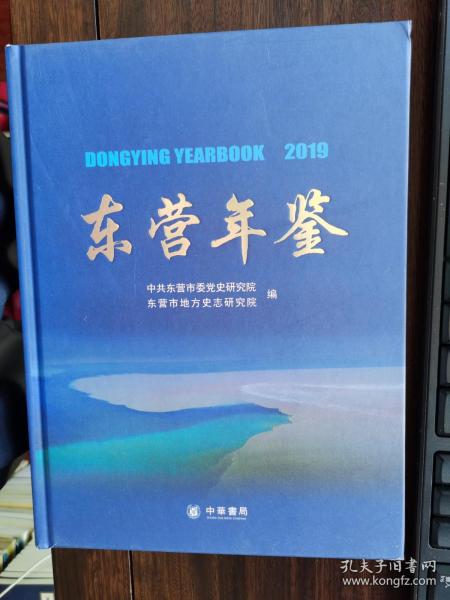 DONGYING YEARBOOK 2019
东营年鉴
中共东营市委党史研究院
东营市地方史志研究院
编
中華書局
孔夫子旧书网
www.kongfz.com